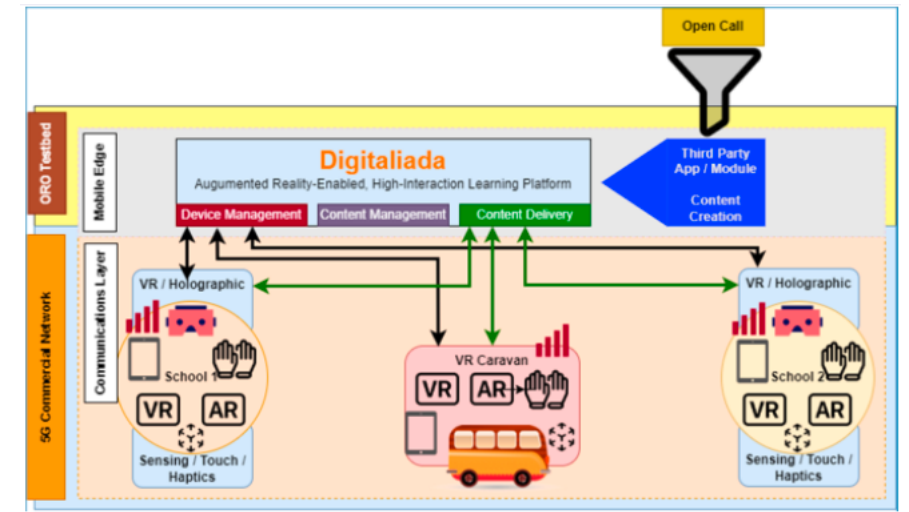 Open Call
ORO Testbed
Mobile Edge
Digitaliada
Augumented Reality-Enabled, High-Interaction Learning Platform
Device Management
Content Management
Content Delivery
Third Party
App / Module
Content
Creation
5G Commercial Network
Communications Layer
VR / Holographic
School 1
VR
AR
Sensing / Touch /
Haptics
VR Caravan
VR
AR
VR / Holographic
School 2
VR
AR
Sensing / Touch /
Haptics